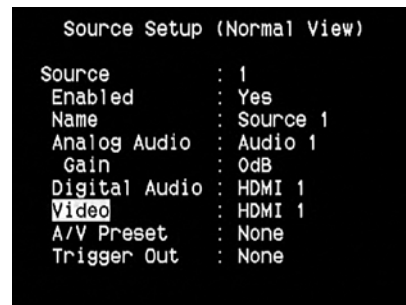 Source Setup (Normal View)
Source : 1
Enabled : Yes
Name : Source 1
Analog Audio : Audio 1
Gain : 0dB
Digital Audio : HDMI 1
Video : HDMI 1
A/V Preset : None
Trigger Out : None